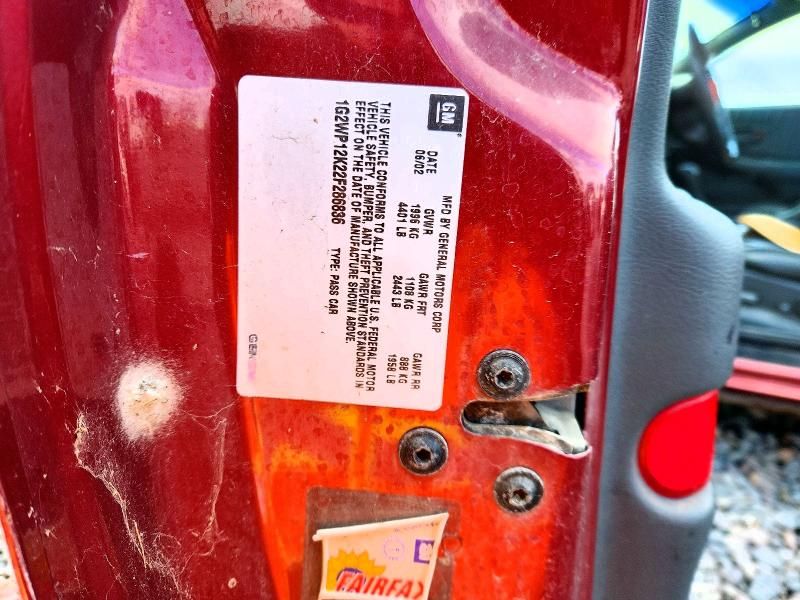 GM
MFD BY GENERAL MOTORS CORP
DATE GVWR GAWR FRT GAWR RR
06/02 1996 KG 1108 KG 888 KG
4401 LB 2443 LB 1958 LB
THIS VEHICLE CONFORMS TO ALL APPLICABLE U.S. FEDERAL MOTOR
VEHICLE SAFETY, BUMPER, AND THEFT PREVENTION STANDARDS IN
EFFECT ON THE DATE OF MANUFACTURE SHOWN ABOVE.
1G2WP12K22F286836 TYPE: PASS CAR
FAIRFAX